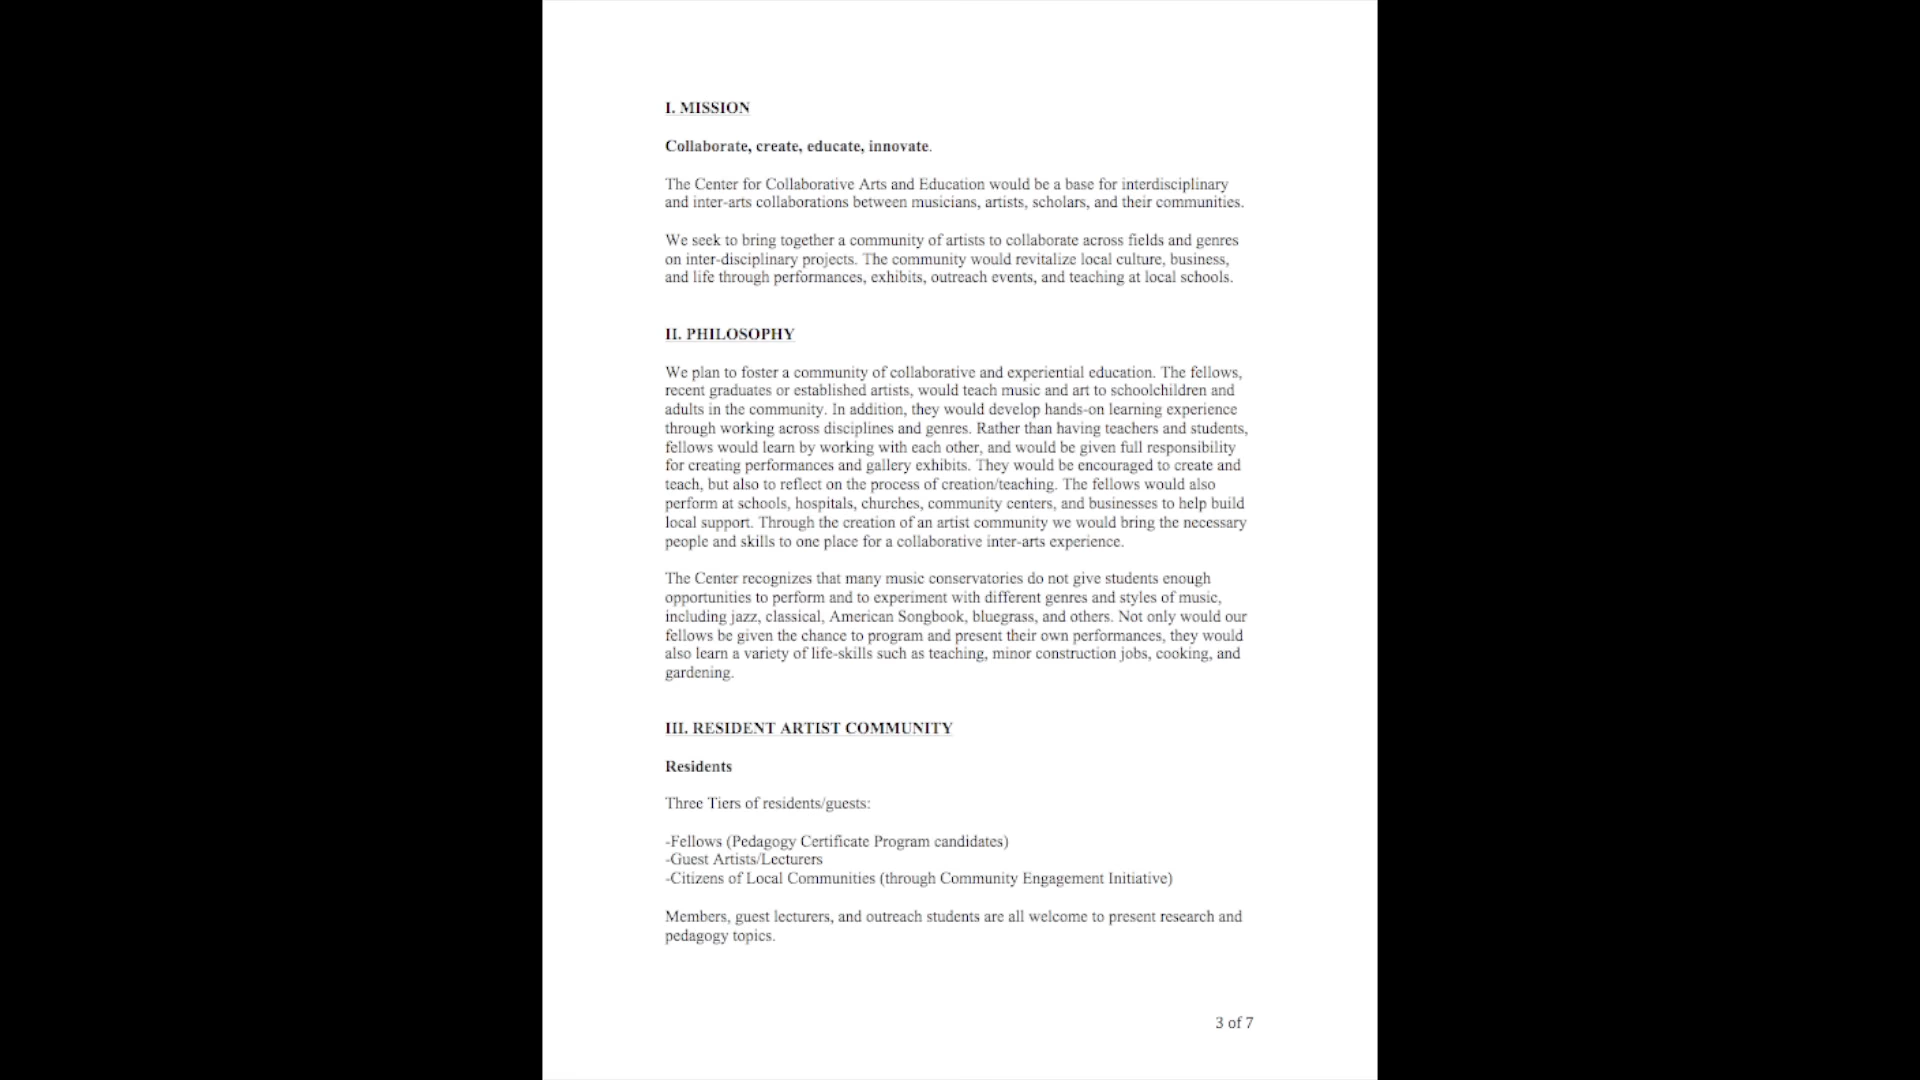 I. MISSION
Collaborate, create, educate, innovate.
The Center for Collaborative Arts and Education would be a base for interdisciplinary
and inter-arts collaborations between musicians, artists, scholars, and their communities.
We seek to bring together a community of artists to collaborate across fields and genres
on inter-disciplinary projects. The community would revitalize local culture, business,
and life through performances, exhibits, outreach events, and teaching at local schools.
II. PHILOSOPHY
We plan to foster a community of collaborative and experiential education. The fellows,
recent graduates or established artists, would teach music and art to schoolchildren and
adults in the community. In addition, they would develop hands-on learning experience
through working across disciplines and genres. Rather than having teachers and students,
fellows would learn by working with each other, and would be given full responsibility
for creating performances and gallery exhibits. They would be encouraged to create and
teach, but also to reflect on the process of creation/teaching. The fellows would also
perform at schools, hospitals, churches, community centers, and businesses to help build
local support. Through the creation of an artist community we would bring the necessary
people and skills to one place for a collaborative inter-arts experience.
The Center recognizes that many music conservatories do not give students enough
opportunities to perform and to experiment with different genres and styles of music,
including jazz, classical, American Songbook, bluegrass, and others. Not only would our
fellows be given the chance to program and present their own performances, they would
also learn a variety of life-skills such as teaching, minor construction jobs, cooking, and
gardening.
III. RESIDENT ARTIST COMMUNITY
Residents
Three Tiers of residents/guests:
-Fellows (Pedagogy Certificate Program candidates)
-Guest Artists/Lecturers
-Citizens of Local Communities (through Community Engagement Initiative)
Members, guest lecturers, and outreach students are all welcome to present research and
pedagogy topics.
3 of 7